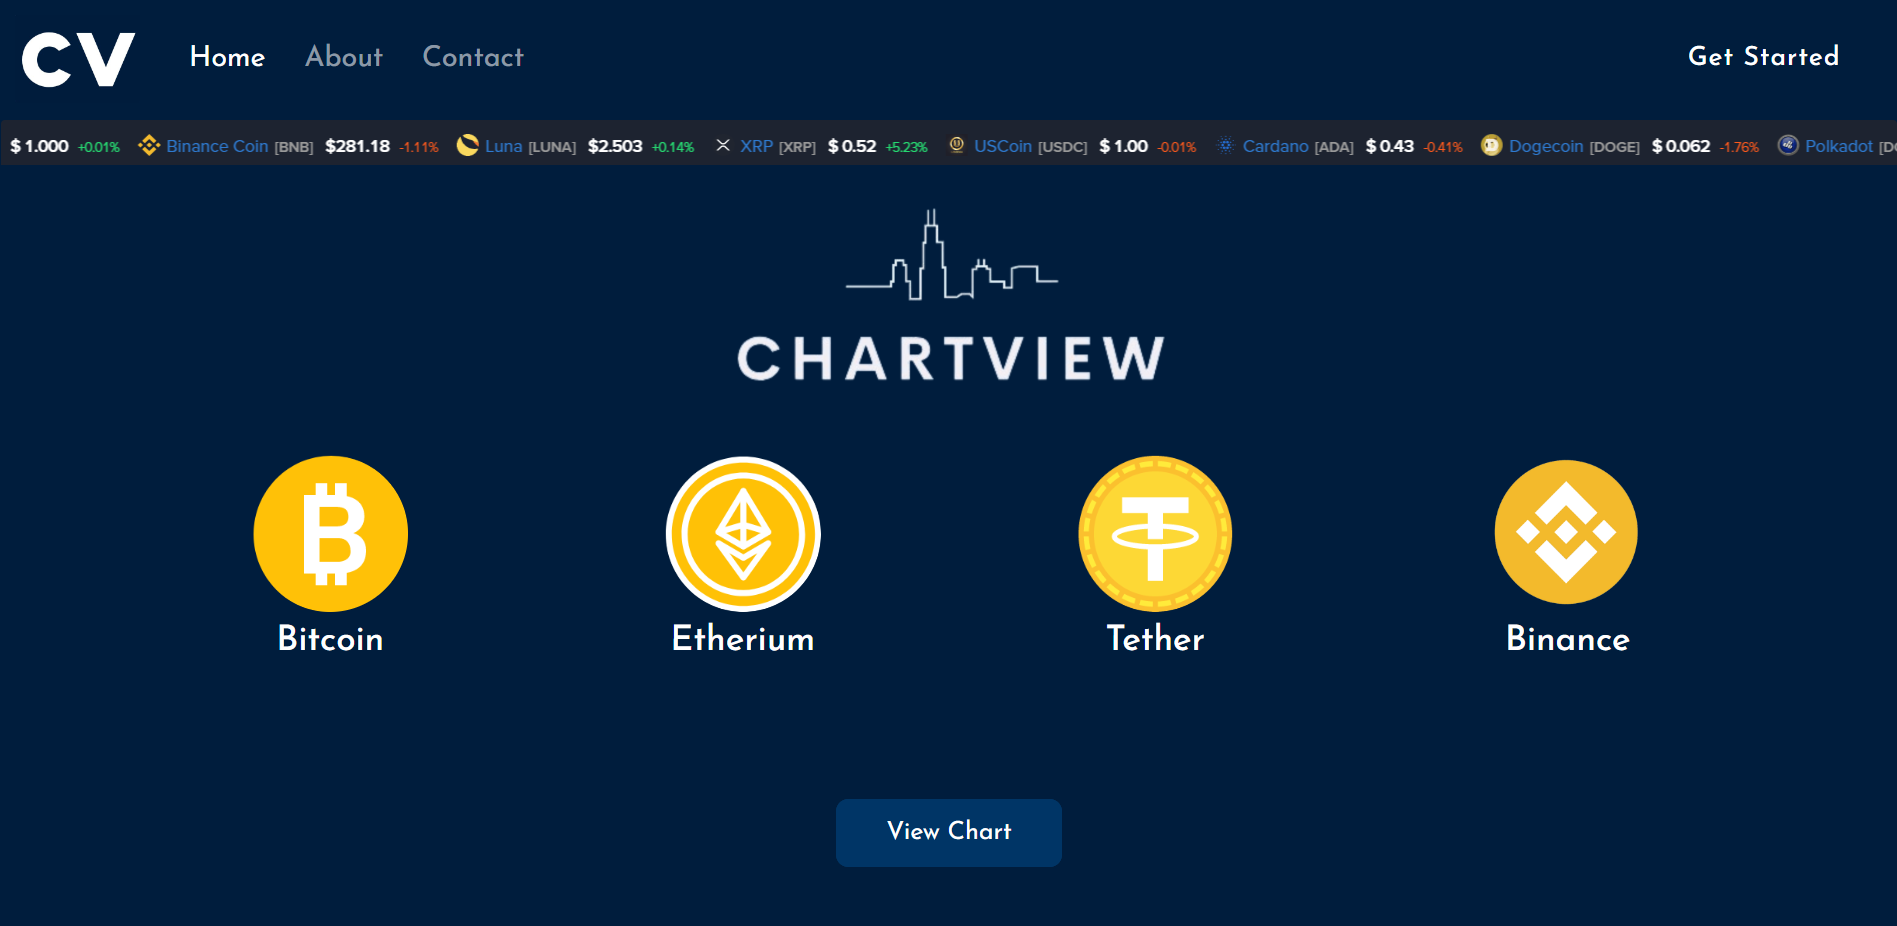 CV Home About Contact Get Started
$ 1.000 +0.01% Binance Coin [BNB] $281.18 -1.11% Luna [LUNA] $2.503 +0.14% XRP [XRP] $ 0.52 +5.23% USCoin [USDC] $ 1.00 -0.01% Cardano [ADA] $ 0.43 -0.41% Dogecoin [DOGE] $ 0.062 -1.76% Polkadot
CHARTVIEW
Bitcoin Etherium Tether Binance
View Chart